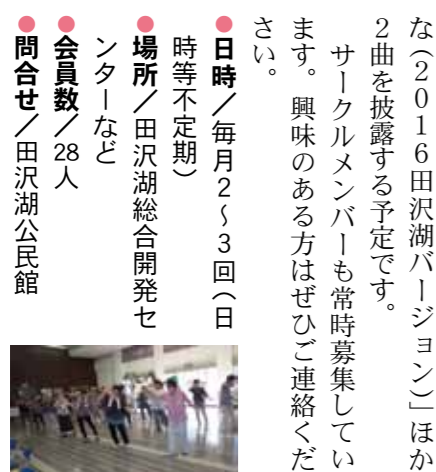 な（２０１６田沢湖バージョン）」ほか
２曲を披露する予定です。
　サークルメンバーも常時募集してい
ます。興味のある方はぜひご連絡くだ
さい。
●日時／毎月２～３回（日
時等不定期）
●場所／田沢湖総合開発セ
ンターなど
●会員数／28人
●問合せ／田沢湖公民館